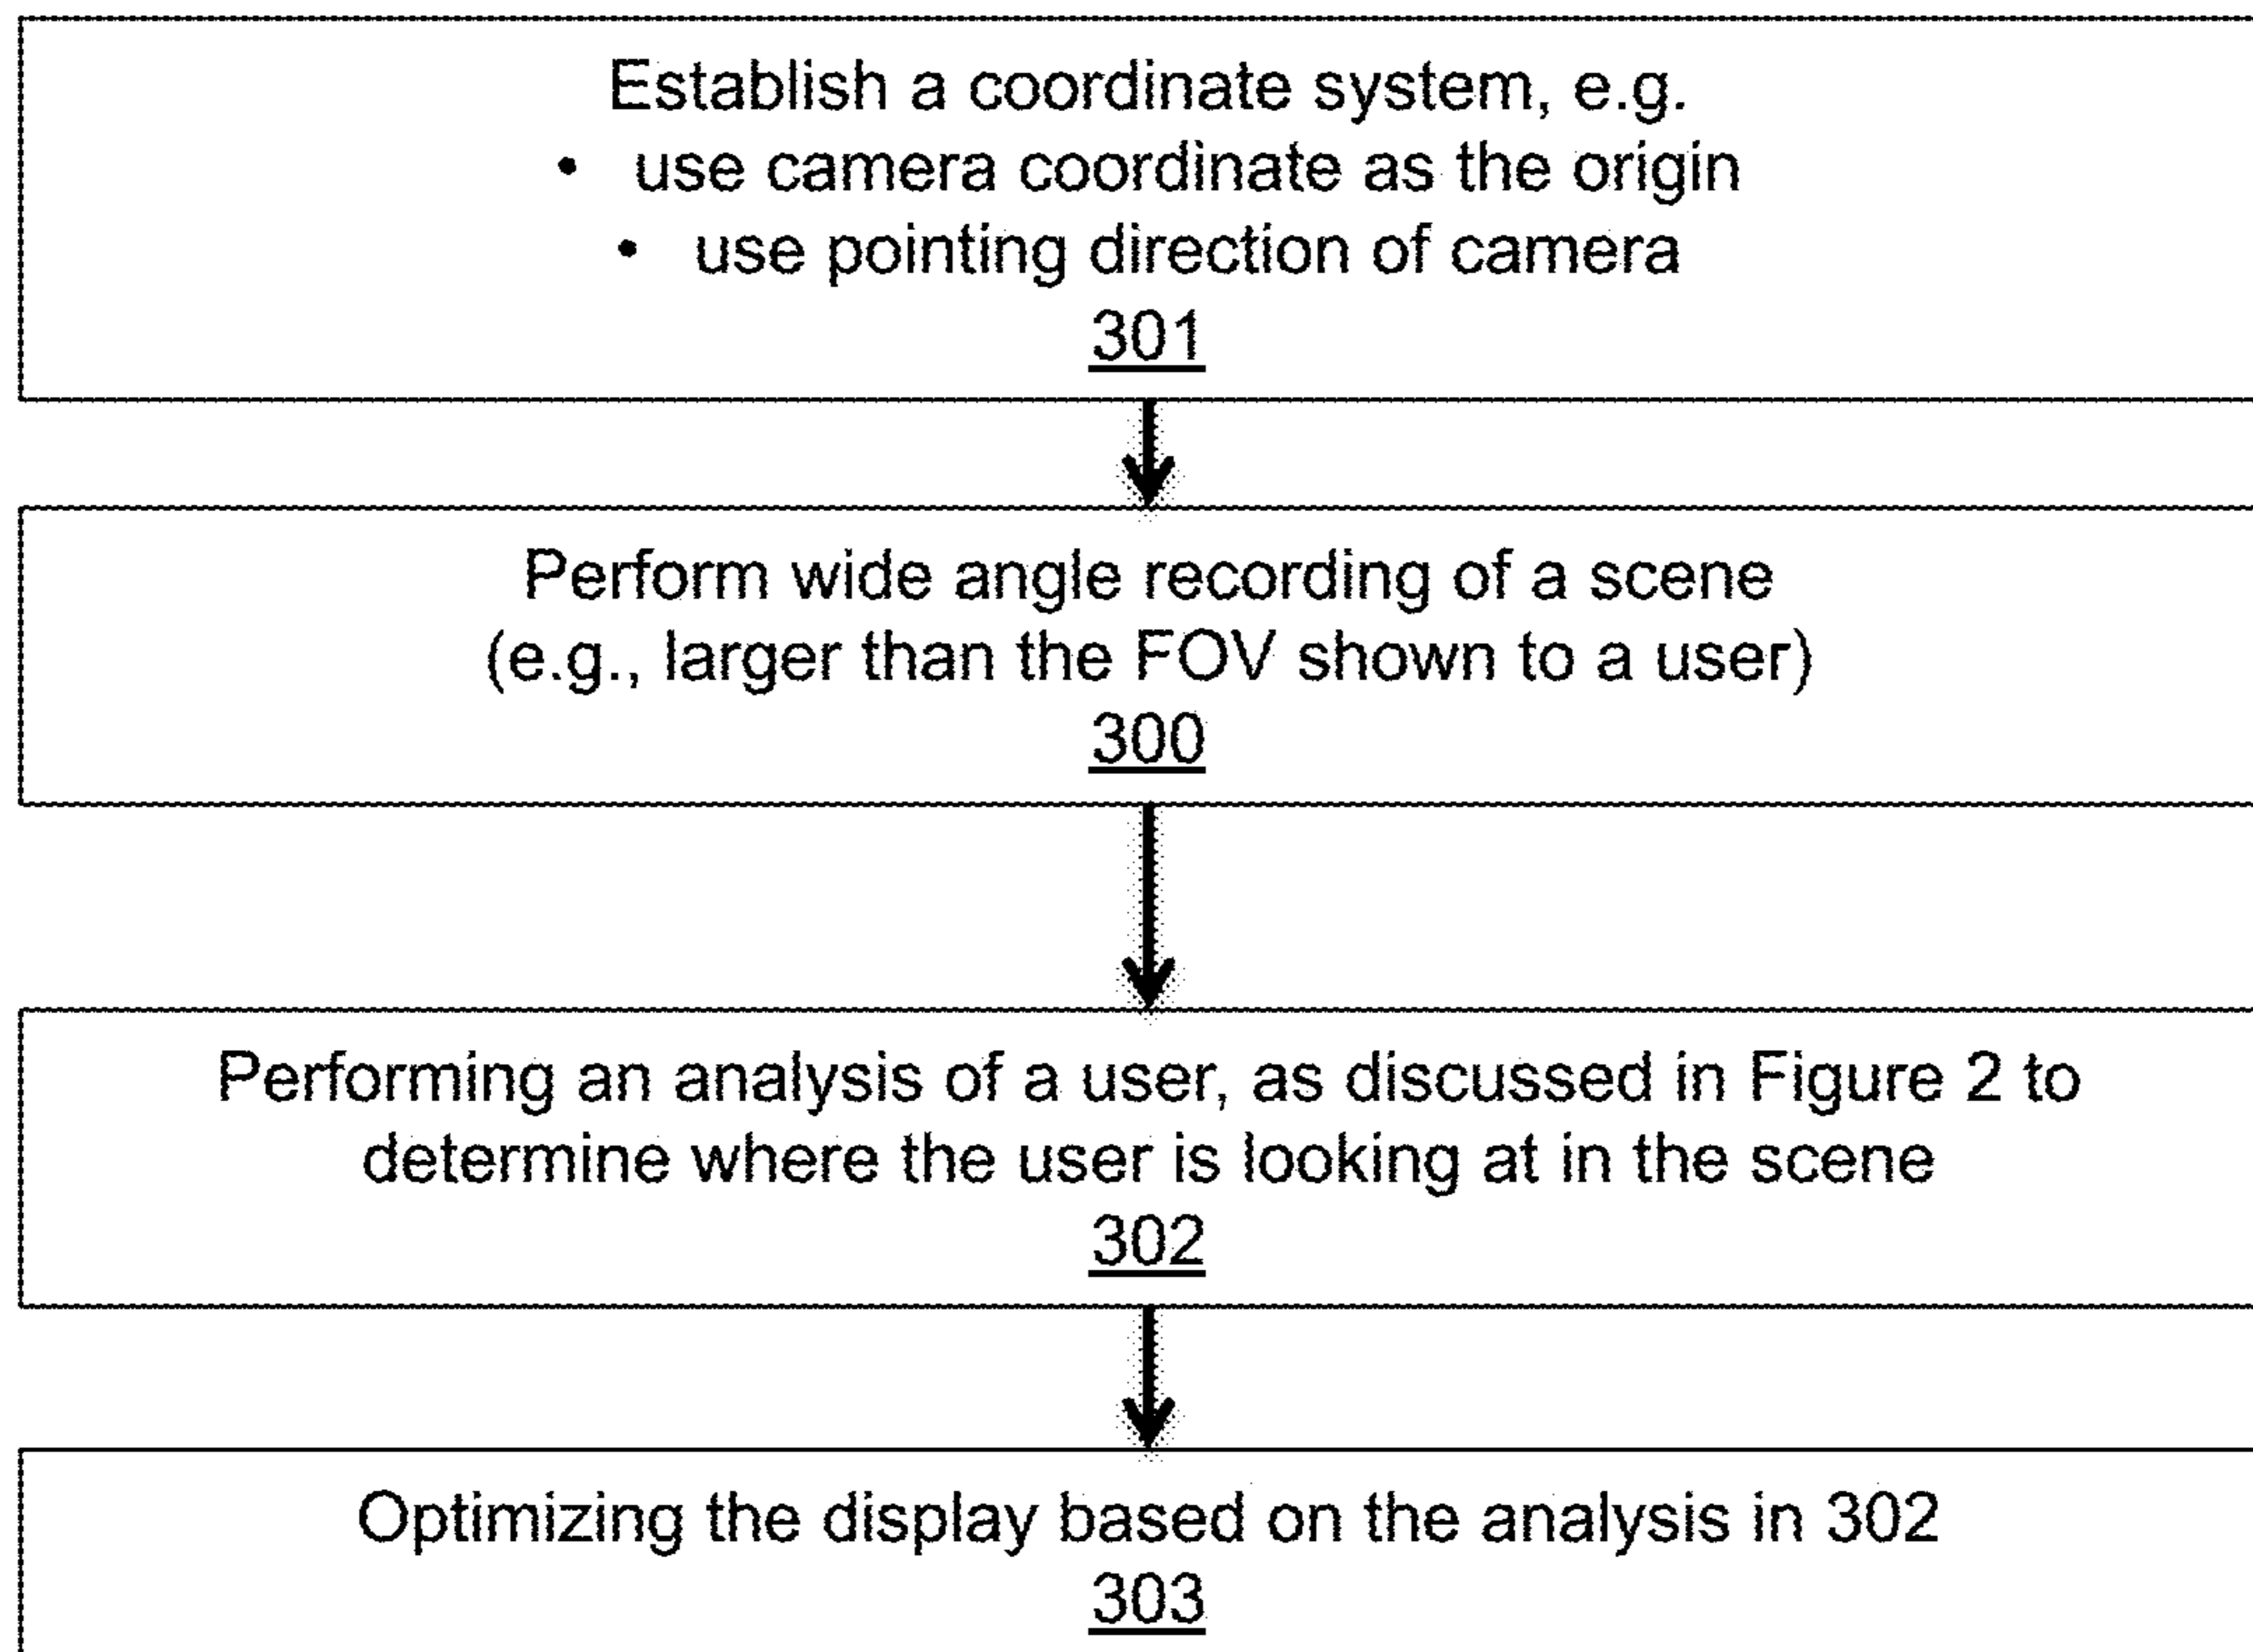 Establish a coordinate system, e.g.
• use camera coordinate as the origin
• use pointing direction of camera
301
Perform wide angle recording of a scene
(e.g., larger than the FOV shown to a user)
300
Performing an analysis of a user, as discussed in Figure 2 to
determine where the user is looking at in the scene
302
Optimizing the display based on the analysis in 302
303